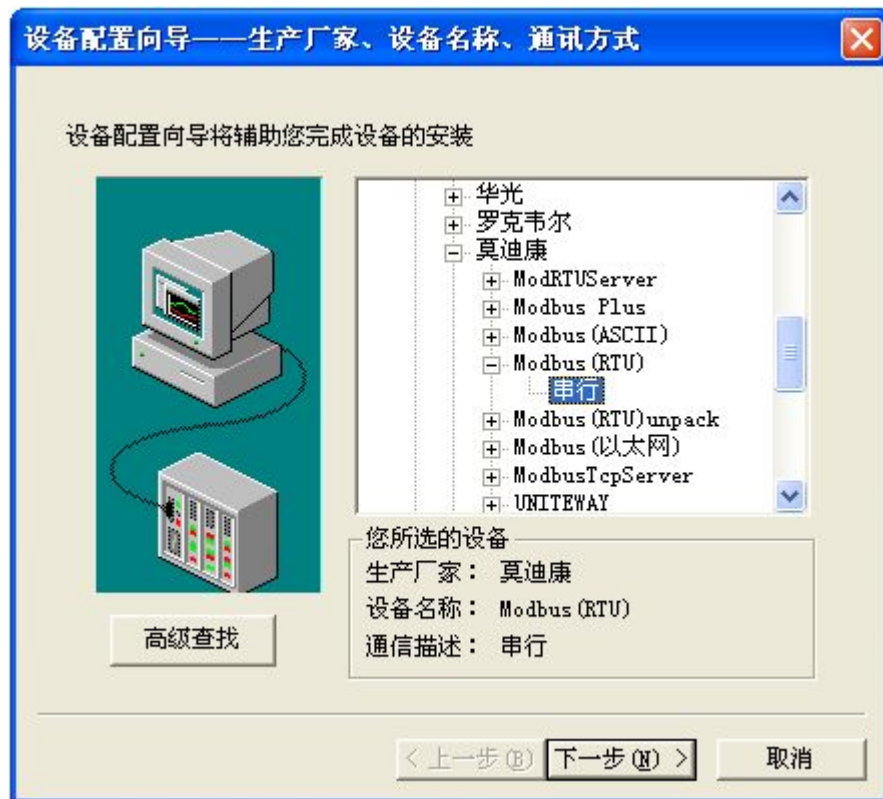 设备配置向导——生产厂家、设备名称、通讯方式
设备配置向导将辅助您完成设备的安装
华光
罗克韦尔
莫迪康
ModRTUServer
Modbus Plus
Modbus(ASCII)
Modbus(RTU)
串行
Modbus(RTU)unpack
Modbus(以太网)
ModbusTcpServer
UNITEWAY
您所选的设备
生产厂家： 莫迪康
设备名称： Modbus(RTU)
通信描述： 串行
高级查找
< 上一步(B) 下一步(N) > 取消